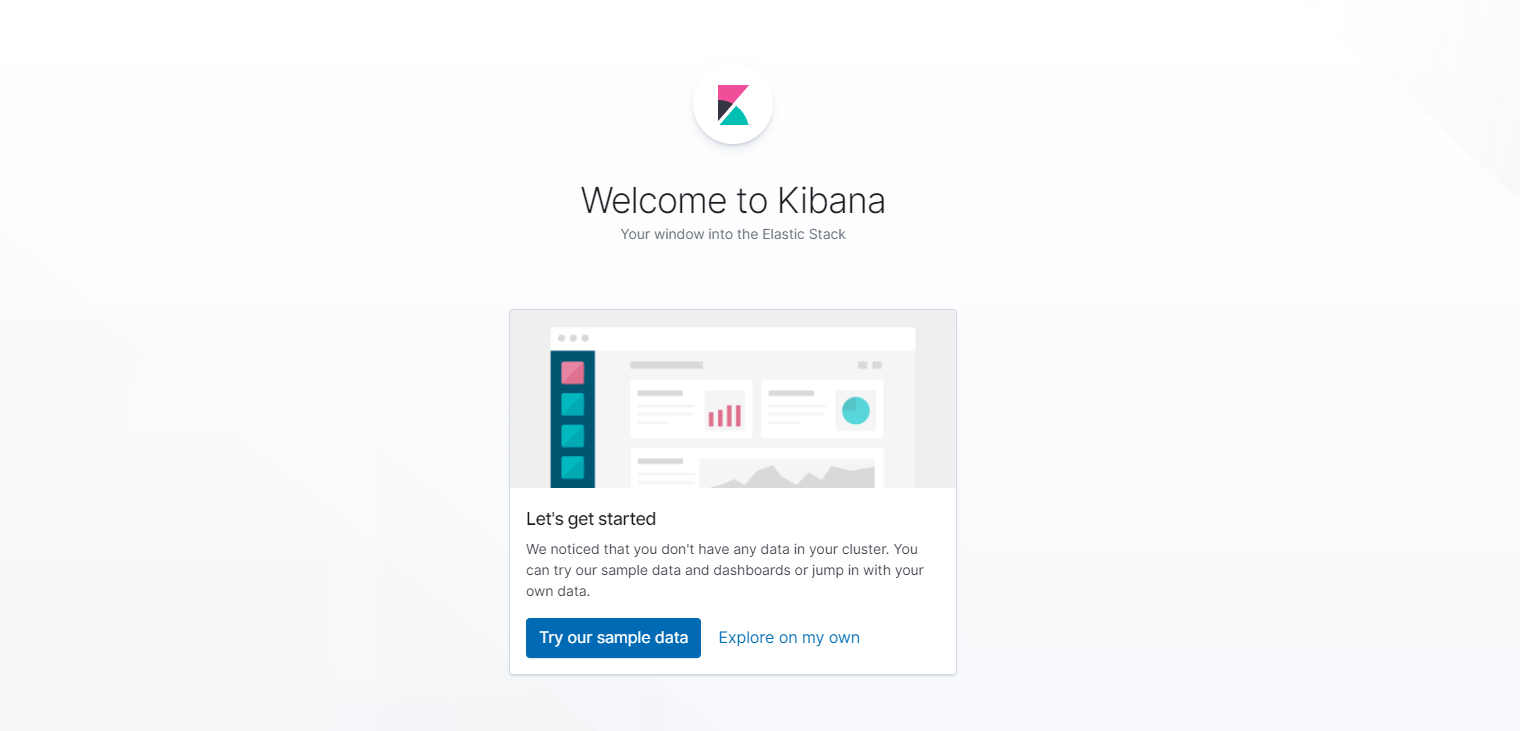 Welcome to Kibana
Your window into the Elastic Stack
Let's get started
We noticed that you don't have any data in your cluster. You
can try our sample data and dashboards or jump in with your
own data.
Try our sample data
Explore on my own